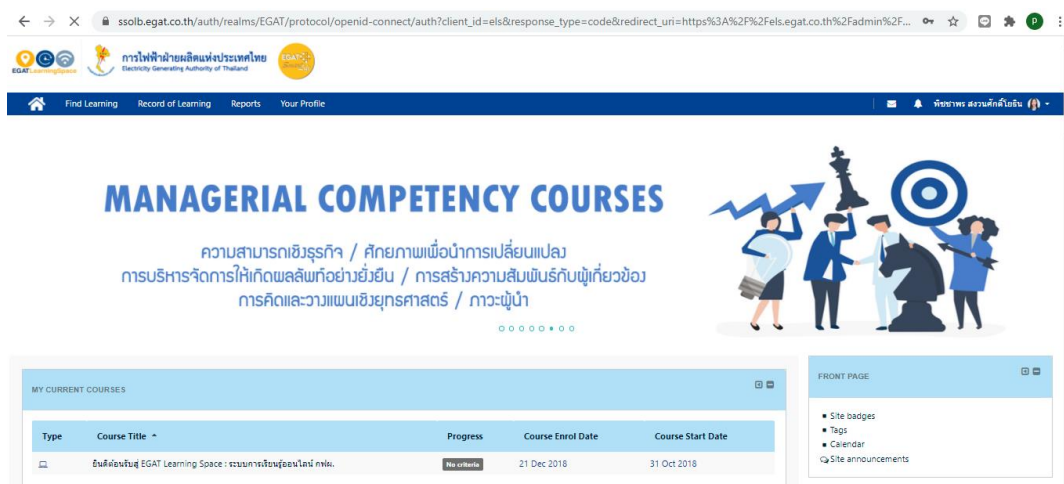 ssolb.egat.co.th/auth/realms/EGAT/protocol/openid-connect/auth?client_id=els&response_type=code&redirect_uri=https%3A%2F%2Fels.egat.co.th%2Fadmin%2F...
P
EGAT LearningSpace
การไฟฟ้าฝ่ายผลิตแห่งประเทศไทย
Electricity Generating Authority of Thailand
EGAT
Find Learning Record of Learning Reports Your Profile
พิชชาพร สงวนศักดิ์โยธิน
MANAGERIAL COMPETENCY COURSES
ความสามารถเชิงธุรกิจ / ศักยภาพเพื่อนำการเปลี่ยนแปลง
การบริหารจัดการให้เกิดผลลัพท์อย่างยั่งยืน / การสร้างความสัมพันธ์กับผู้เกี่ยวข้อง
การคิดและวางแผนเชิงยุทธศาสตร์ / ภาวะผู้นำ
MY CURRENT COURSES
Type Course Title Progress Course Enrol Date Course Start Date
ยินดีต้อนรับสู่ EGAT Learning Space : ระบบการเรียนรู้ออนไลน์ กฟผ. No criteria 21 Dec 2018 31 Oct 2018
FRONT PAGE
Site badges
Tags
Calendar
Site announcements